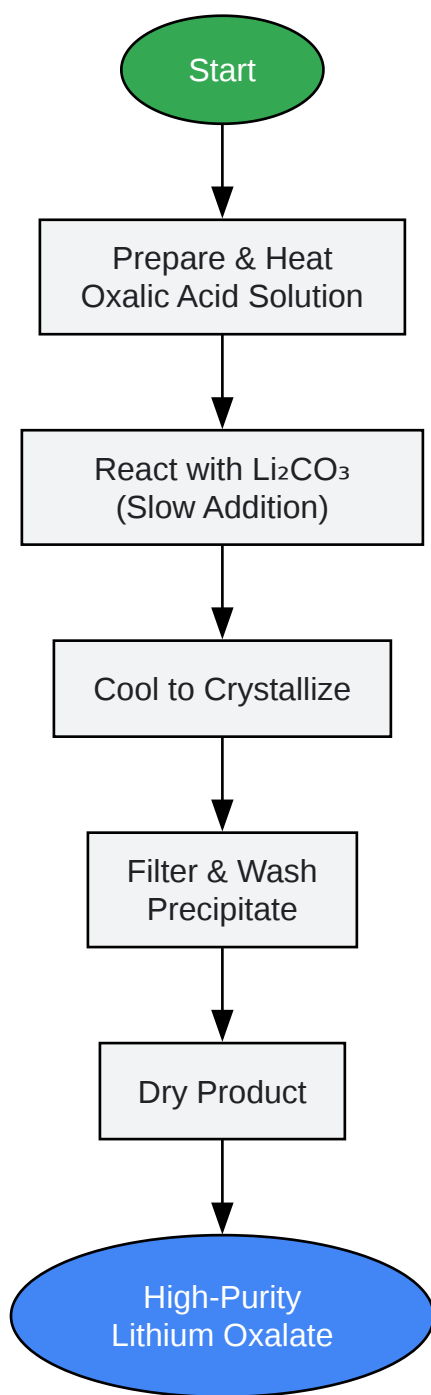 Start
Prepare & Heat
Oxalic Acid Solution
React with Li₂CO₃
(Slow Addition)
Cool to Crystallize
Filter & Wash
Precipitate
Dry Product
High-Purity
Lithium Oxalate